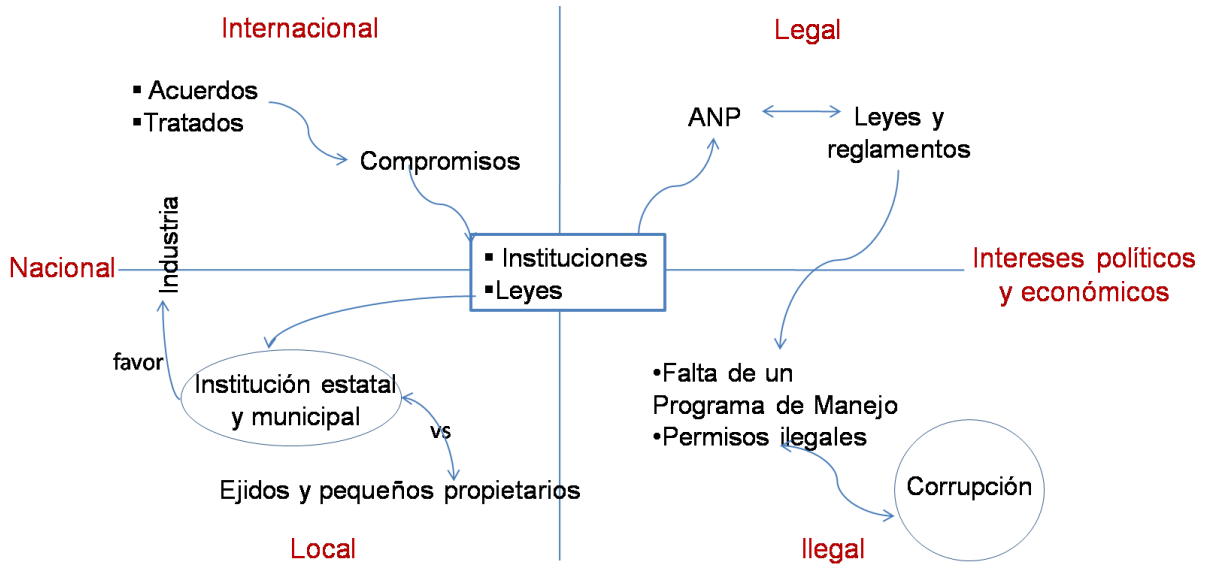 Internacional
Legal
▪ Acuerdos
▪Tratados
Compromisos
ANP
Leyes y
reglamentos
Industria
Nacional
▪ Instituciones
▪Leyes
Intereses políticos
y económicos
favor
Institución estatal
y municipal
vs
Ejidos y pequeños propietarios
Local
•Falta de un
Programa de Manejo
•Permisos ilegales
Corrupción
Ilegal